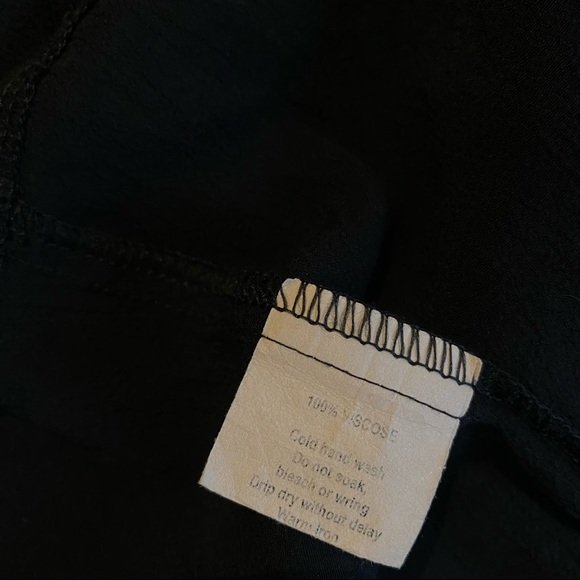 100% VISCOSE
Cold hand wash
Do not soak,
bleach or wring
Drip dry without delay
Warm iron